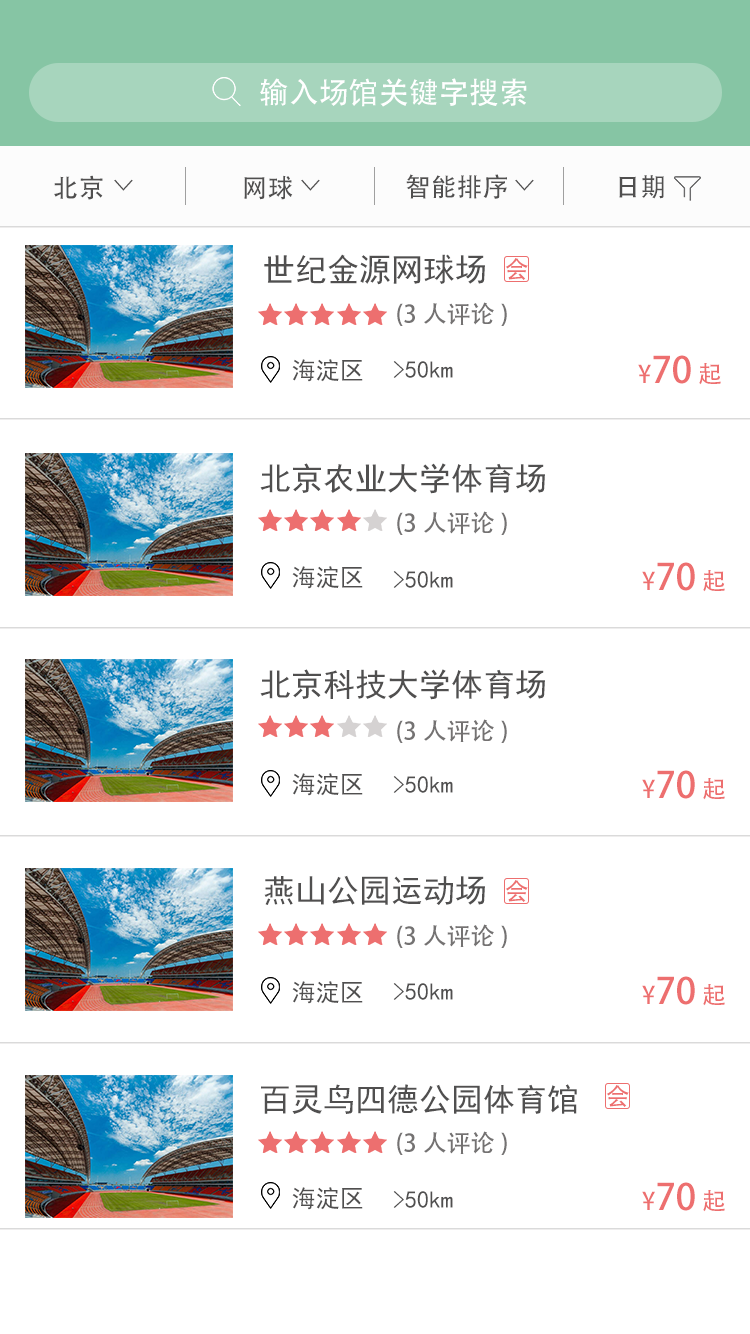 输入场馆关键字搜索
北京 网球 智能排序 日期
世纪金源网球场 会
(3 人评论 )
海淀区 >50km ¥70 起
北京农业大学体育场
(3 人评论 )
海淀区 >50km ¥70 起
北京科技大学体育场
(3 人评论 )
海淀区 >50km ¥70 起
燕山公园运动场 会
(3 人评论 )
海淀区 >50km ¥70 起
百灵鸟四德公园体育馆 会
(3 人评论 )
海淀区 >50km ¥70 起